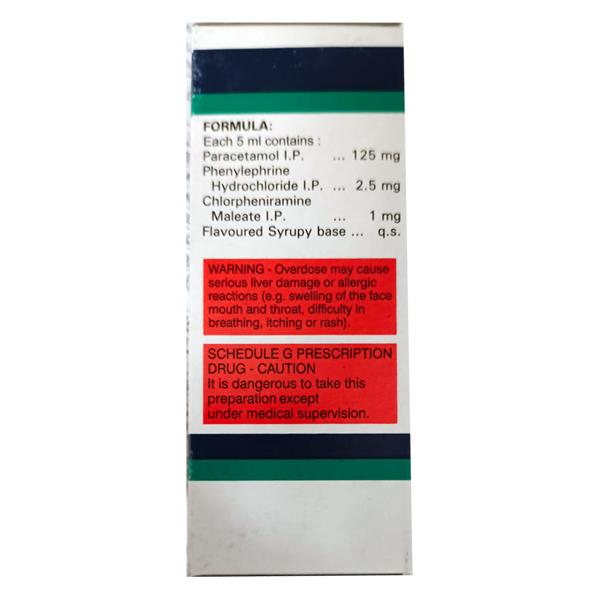 FORMULA:
Each 5 ml contains :
Paracetamol I.P. ... 125 mg
Phenylephrine
Hydrochloride I.P. ... 2.5 mg
Chlorpheniramine
Maleate I.P. ... 1 mg
Flavoured Syrupy base ... q.s.
WARNING - Overdose may cause
serious liver damage or allergic
reactions (e.g. swelling of the face
mouth and throat, difficulty in
breathing, itching or rash).
SCHEDULE G PRESCRIPTION
DRUG - CAUTION
It is dangerous to take this
preparation except
under medical supervision.